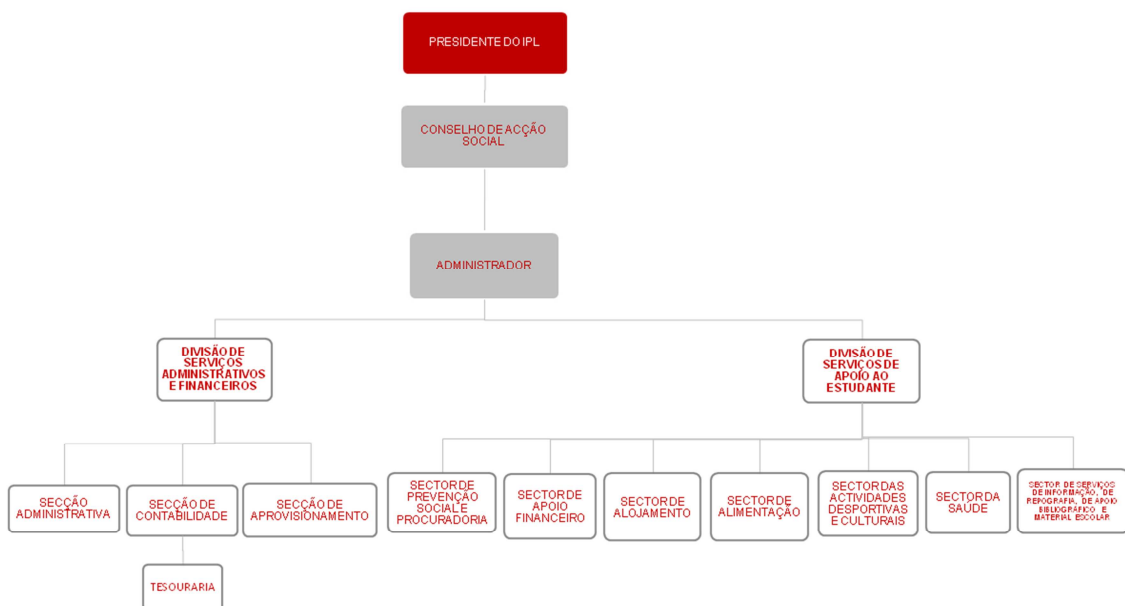 PRESIDENTE DO IPL
CONSELHO DE ACÇÃO
SOCIAL
ADMINISTRADOR
DIVISÃO DE
SERVIÇOS
ADMINISTRATIVOS
E FINANCEIROS
DIVISÃO DE
SERVIÇOS DE
APOIO AO
ESTUDANTE
SECÇÃO
ADMINISTRATIVA
SECÇÃO DE
CONTABILIDADE
SECÇÃO DE
APROVISIONAMENTO
SECTOR DE
PREVENÇÃO
SOCIAL E
PROCURADORIA
SECTOR DE
APOIO
FINANCEIRO
SECTOR DE
ALOJAMENTO
SECTOR DE
ALIMENTAÇÃO
SECTOR DAS
ACTIVIDADES
DESPORTIVAS
E CULTURAIS
SECTOR DA
SAÚDE
SECTOR DE SERVIÇOS
DE INFORMAÇÃO, DE
REPOGRAFIA, DE APOIO
BIBLIOGRÁFICO E
MATERIAL ESCOLAR
TESOURARIA